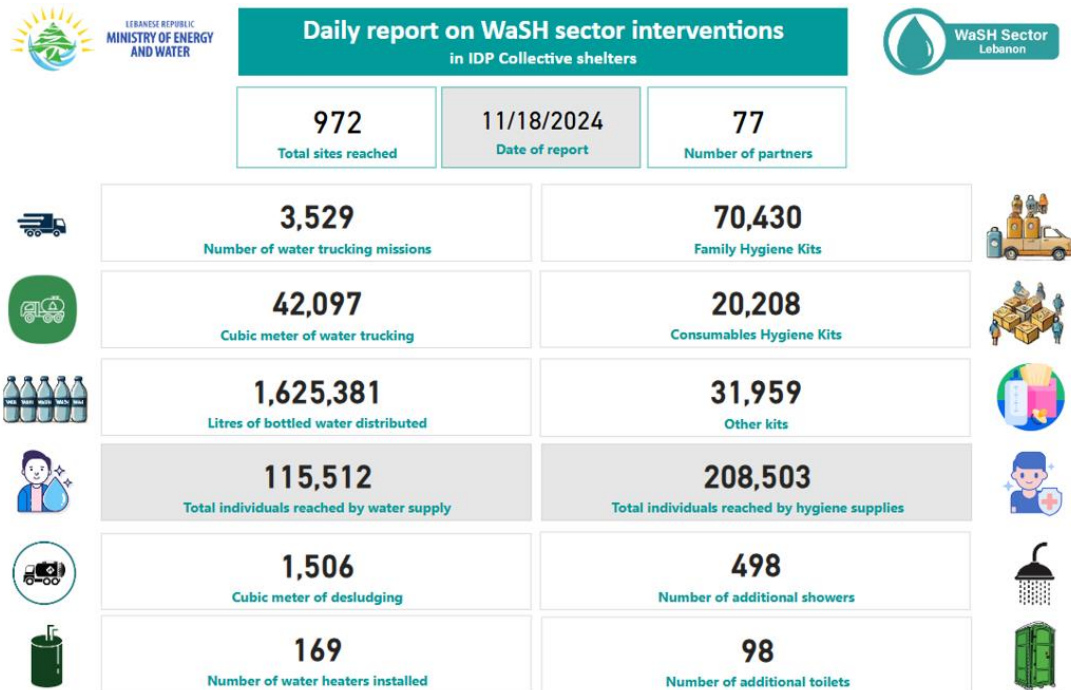 LEBANESE REPUBLIC
MINISTRY OF ENERGY
AND WATER
Daily report on WaSH sector interventions
in IDP Collective shelters
WaSH Sector
Lebanon
972
Total sites reached
11/18/2024
Date of report
77
Number of partners
3,529
Number of water trucking missions
70,430
Family Hygiene Kits
42,097
Cubic meter of water trucking
20,208
Consumables Hygiene Kits
1,625,381
Litres of bottled water distributed
31,959
Other kits
115,512
Total individuals reached by water supply
208,503
Total individuals reached by hygiene supplies
1,506
Cubic meter of desludging
498
Number of additional showers
169
Number of water heaters installed
98
Number of additional toilets